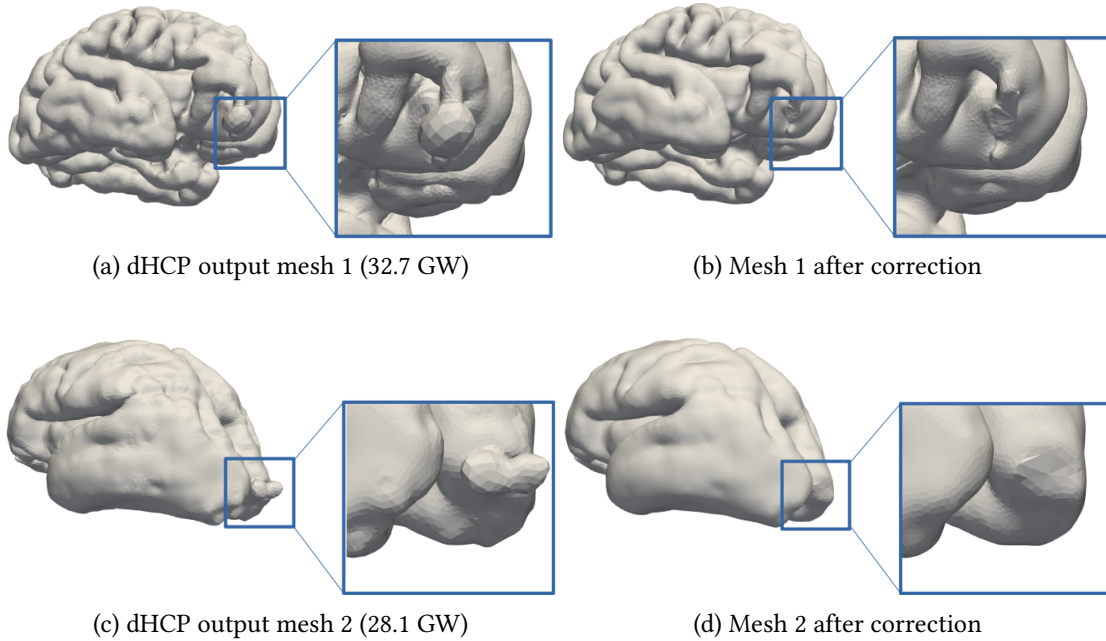 (a) dHCP output mesh 1 (32.7 GW)
(b) Mesh 1 after correction
(c) dHCP output mesh 2 (28.1 GW)
(d) Mesh 2 after correction